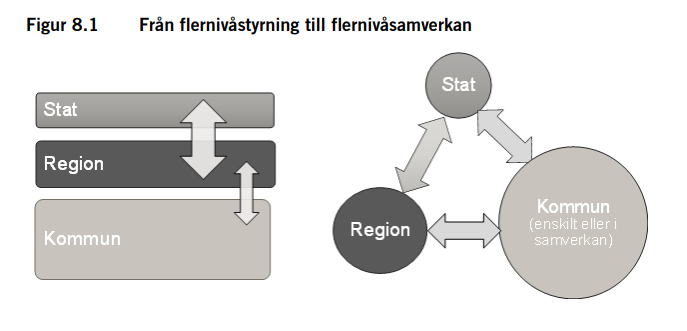 Figur 8.1 Från flernivåstyrning till flernivåsamverkan
Stat
Region
Kommun
Stat
Region
Kommun
(enskilt eller i
samverkan)